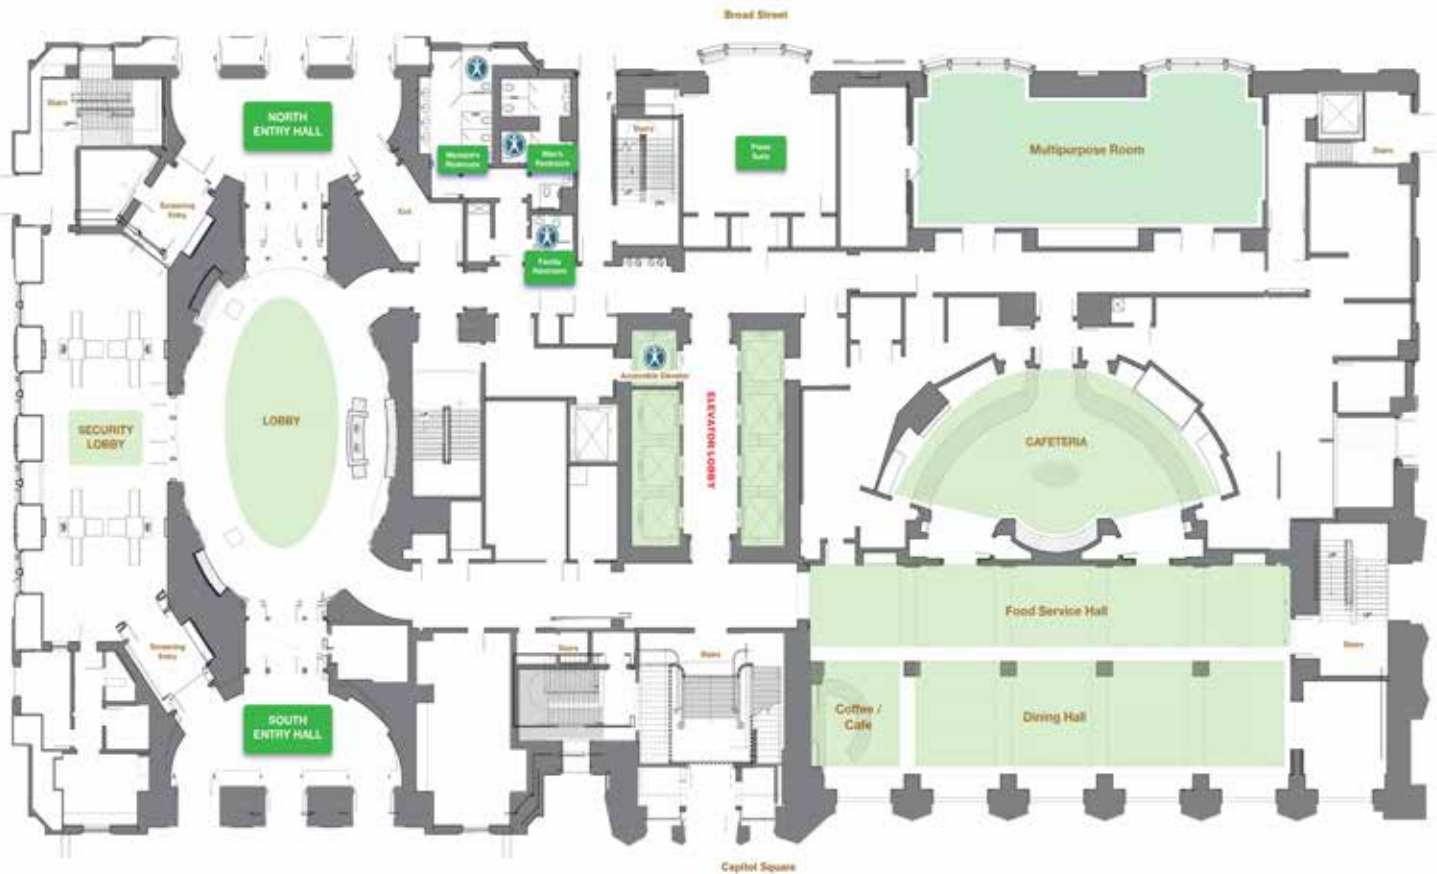 Broad Street
Stairs
NORTH
ENTRY HALL
Women's
Restroom
Men's
Restroom
Stairs
Press
Suite
Multipurpose Room
Stairs
Screening
Entry
Exit
Family
Restroom
Accessible Elevator
ELEVATOR LOBBY
SECURITY
LOBBY
LOBBY
CAFETERIA
Food Service Hall
Screening
Entry
Stairs
Stairs
Stairs
SOUTH
ENTRY HALL
Coffee /
Cafe
Dining Hall
Capitol Square